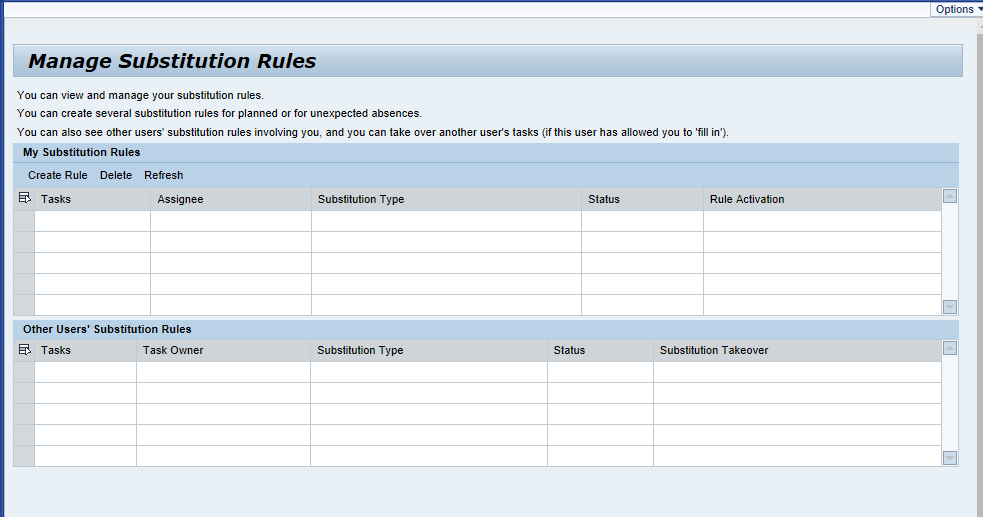 Options
Manage Substitution Rules
You can view and manage your substitution rules.
You can create several substitution rules for planned or for unexpected absences.
You can also see other users' substitution rules involving you, and you can take over another user's tasks (if this user has allowed you to 'fill in').
My Substitution Rules
Create Rule Delete Refresh
Tasks Assignee Substitution Type Status Rule Activation
Other Users' Substitution Rules
Tasks Task Owner Substitution Type Status Substitution Takeover